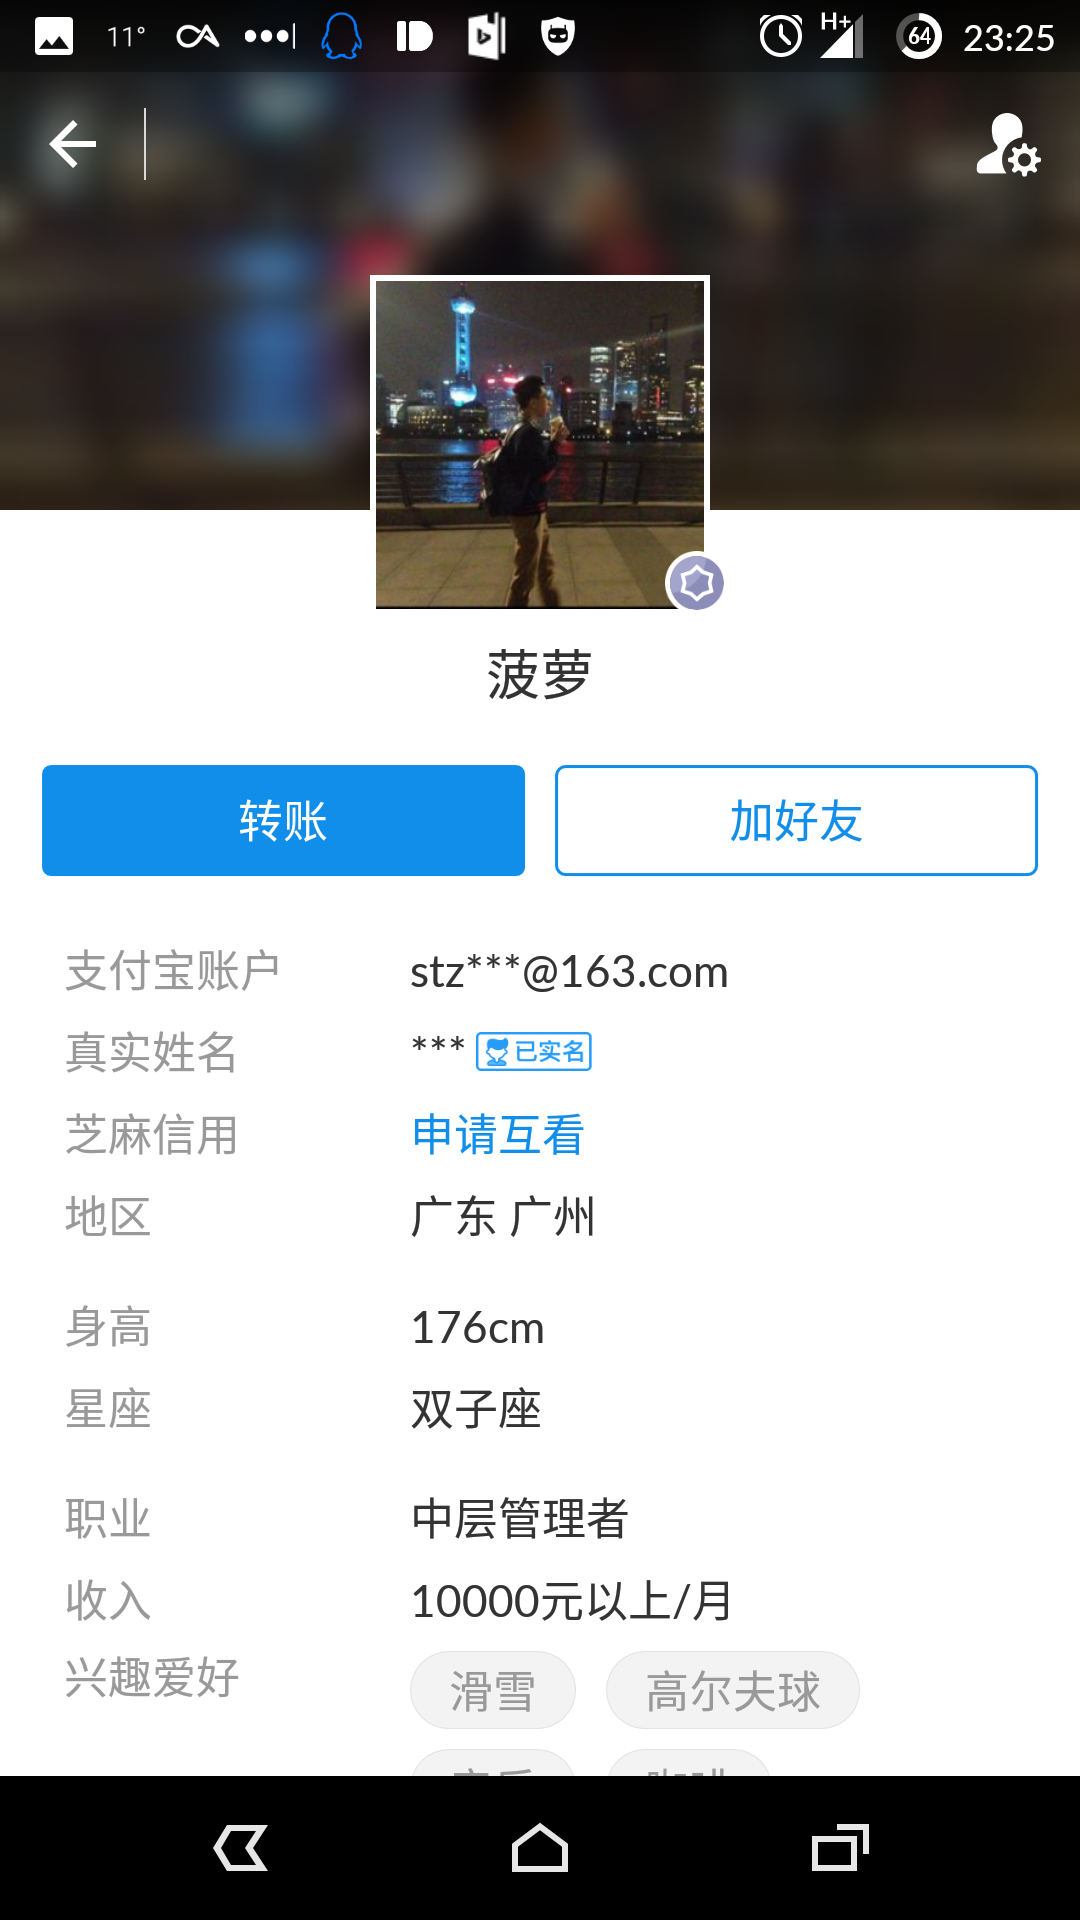 11°
H+
64
23:25
菠萝
转账
加好友
支付宝账户 stz***@163.com
真实姓名 *** 已实名
芝麻信用 申请互看
地区 广东 广州
身高 176cm
星座 双子座
职业 中层管理者
收入 10000元以上/月
兴趣爱好 滑雪 高尔夫球